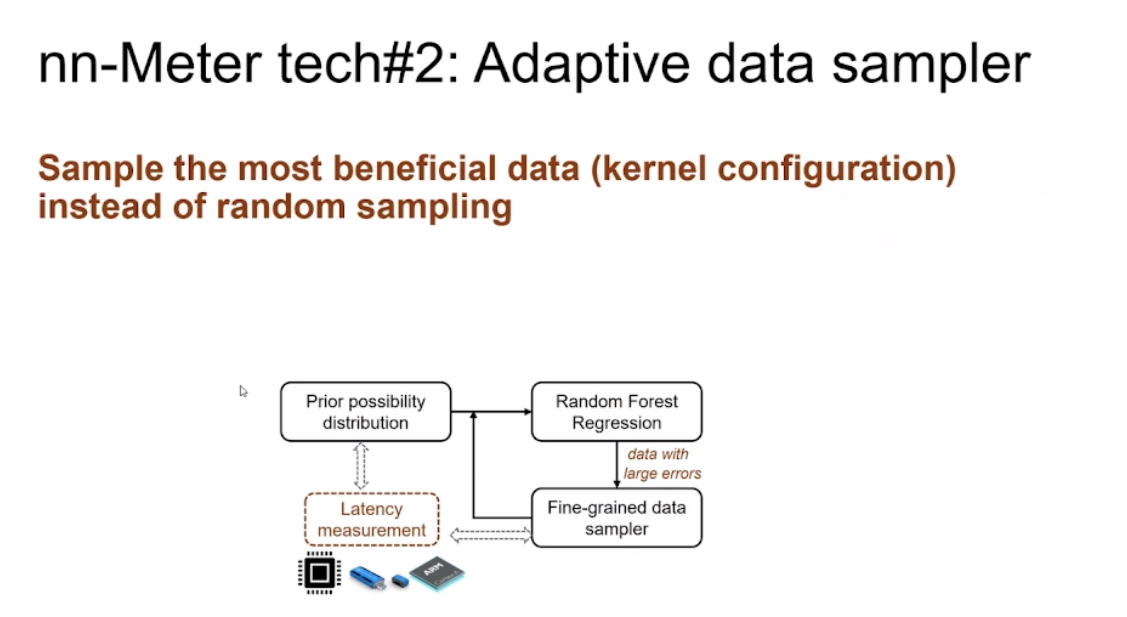 nn-Meter tech#2: Adaptive data sampler
Sample the most beneficial data (kernel configuration)
instead of random sampling
Prior possibility
distribution
Random Forest
Regression
data with
large errors
Latency
measurement
Fine-grained data
sampler
ARM
Cortex-A